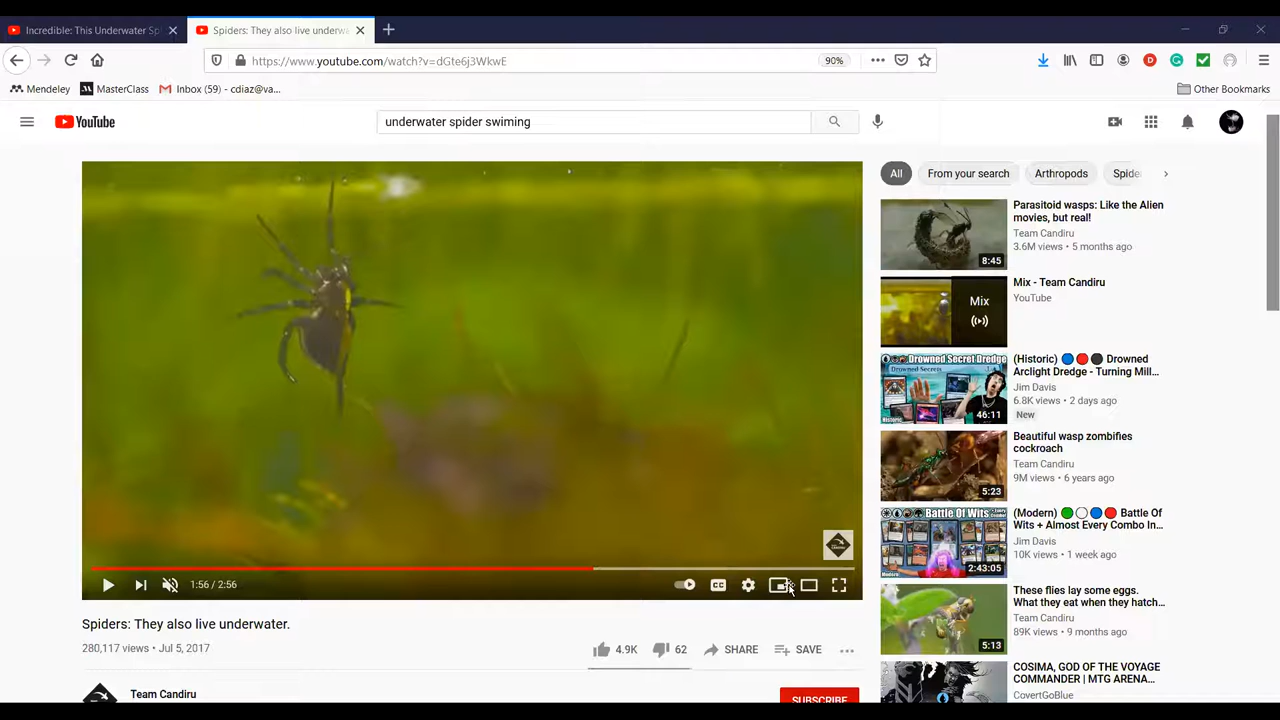 Incredible: This Underwater Sp
Spiders: They also live underwa
https://www.youtube.com/watch?v=dGte6j3WkwE
90%
Mendeley
MasterClass
Inbox (59) - cdiaz@va...
Other Bookmarks
YouTube
underwater spider swiming
All
From your search
Arthropods
Spide
Parasitoid wasps: Like the Alien
movies, but real!
Team Candiru
3.6M views • 5 months ago
8:45
Mix - Team Candiru
YouTube
Mix
(Historic) 🔵🔴⚫ Drowned
Arclight Dredge - Turning Mill...
Jim Davis
6.8K views • 2 days ago
New
Drowned Secret Dredge
Drowned Secrets
Historic
46:11
Beautiful wasp zombifies
cockroach
Team Candiru
9M views • 6 years ago
5:23
(Modern) 🟢⚪🔵🔴 Battle Of
Wits + Almost Every Combo In...
Jim Davis
10K views • 1 week ago
Battle Of Wits
2:43:05
These flies lay some eggs.
What they eat when they hatch...
Team Candiru
89K views • 9 months ago
5:13
COSIMA, GOD OF THE VOYAGE
COMMANDER | MTG ARENA...
CovertGoBlue
1:56 / 2:56
CC
Spiders: They also live underwater.
280,117 views • Jul 5, 2017
4.9K
62
SHARE
SAVE
Team Candiru
SUBSCRIBE